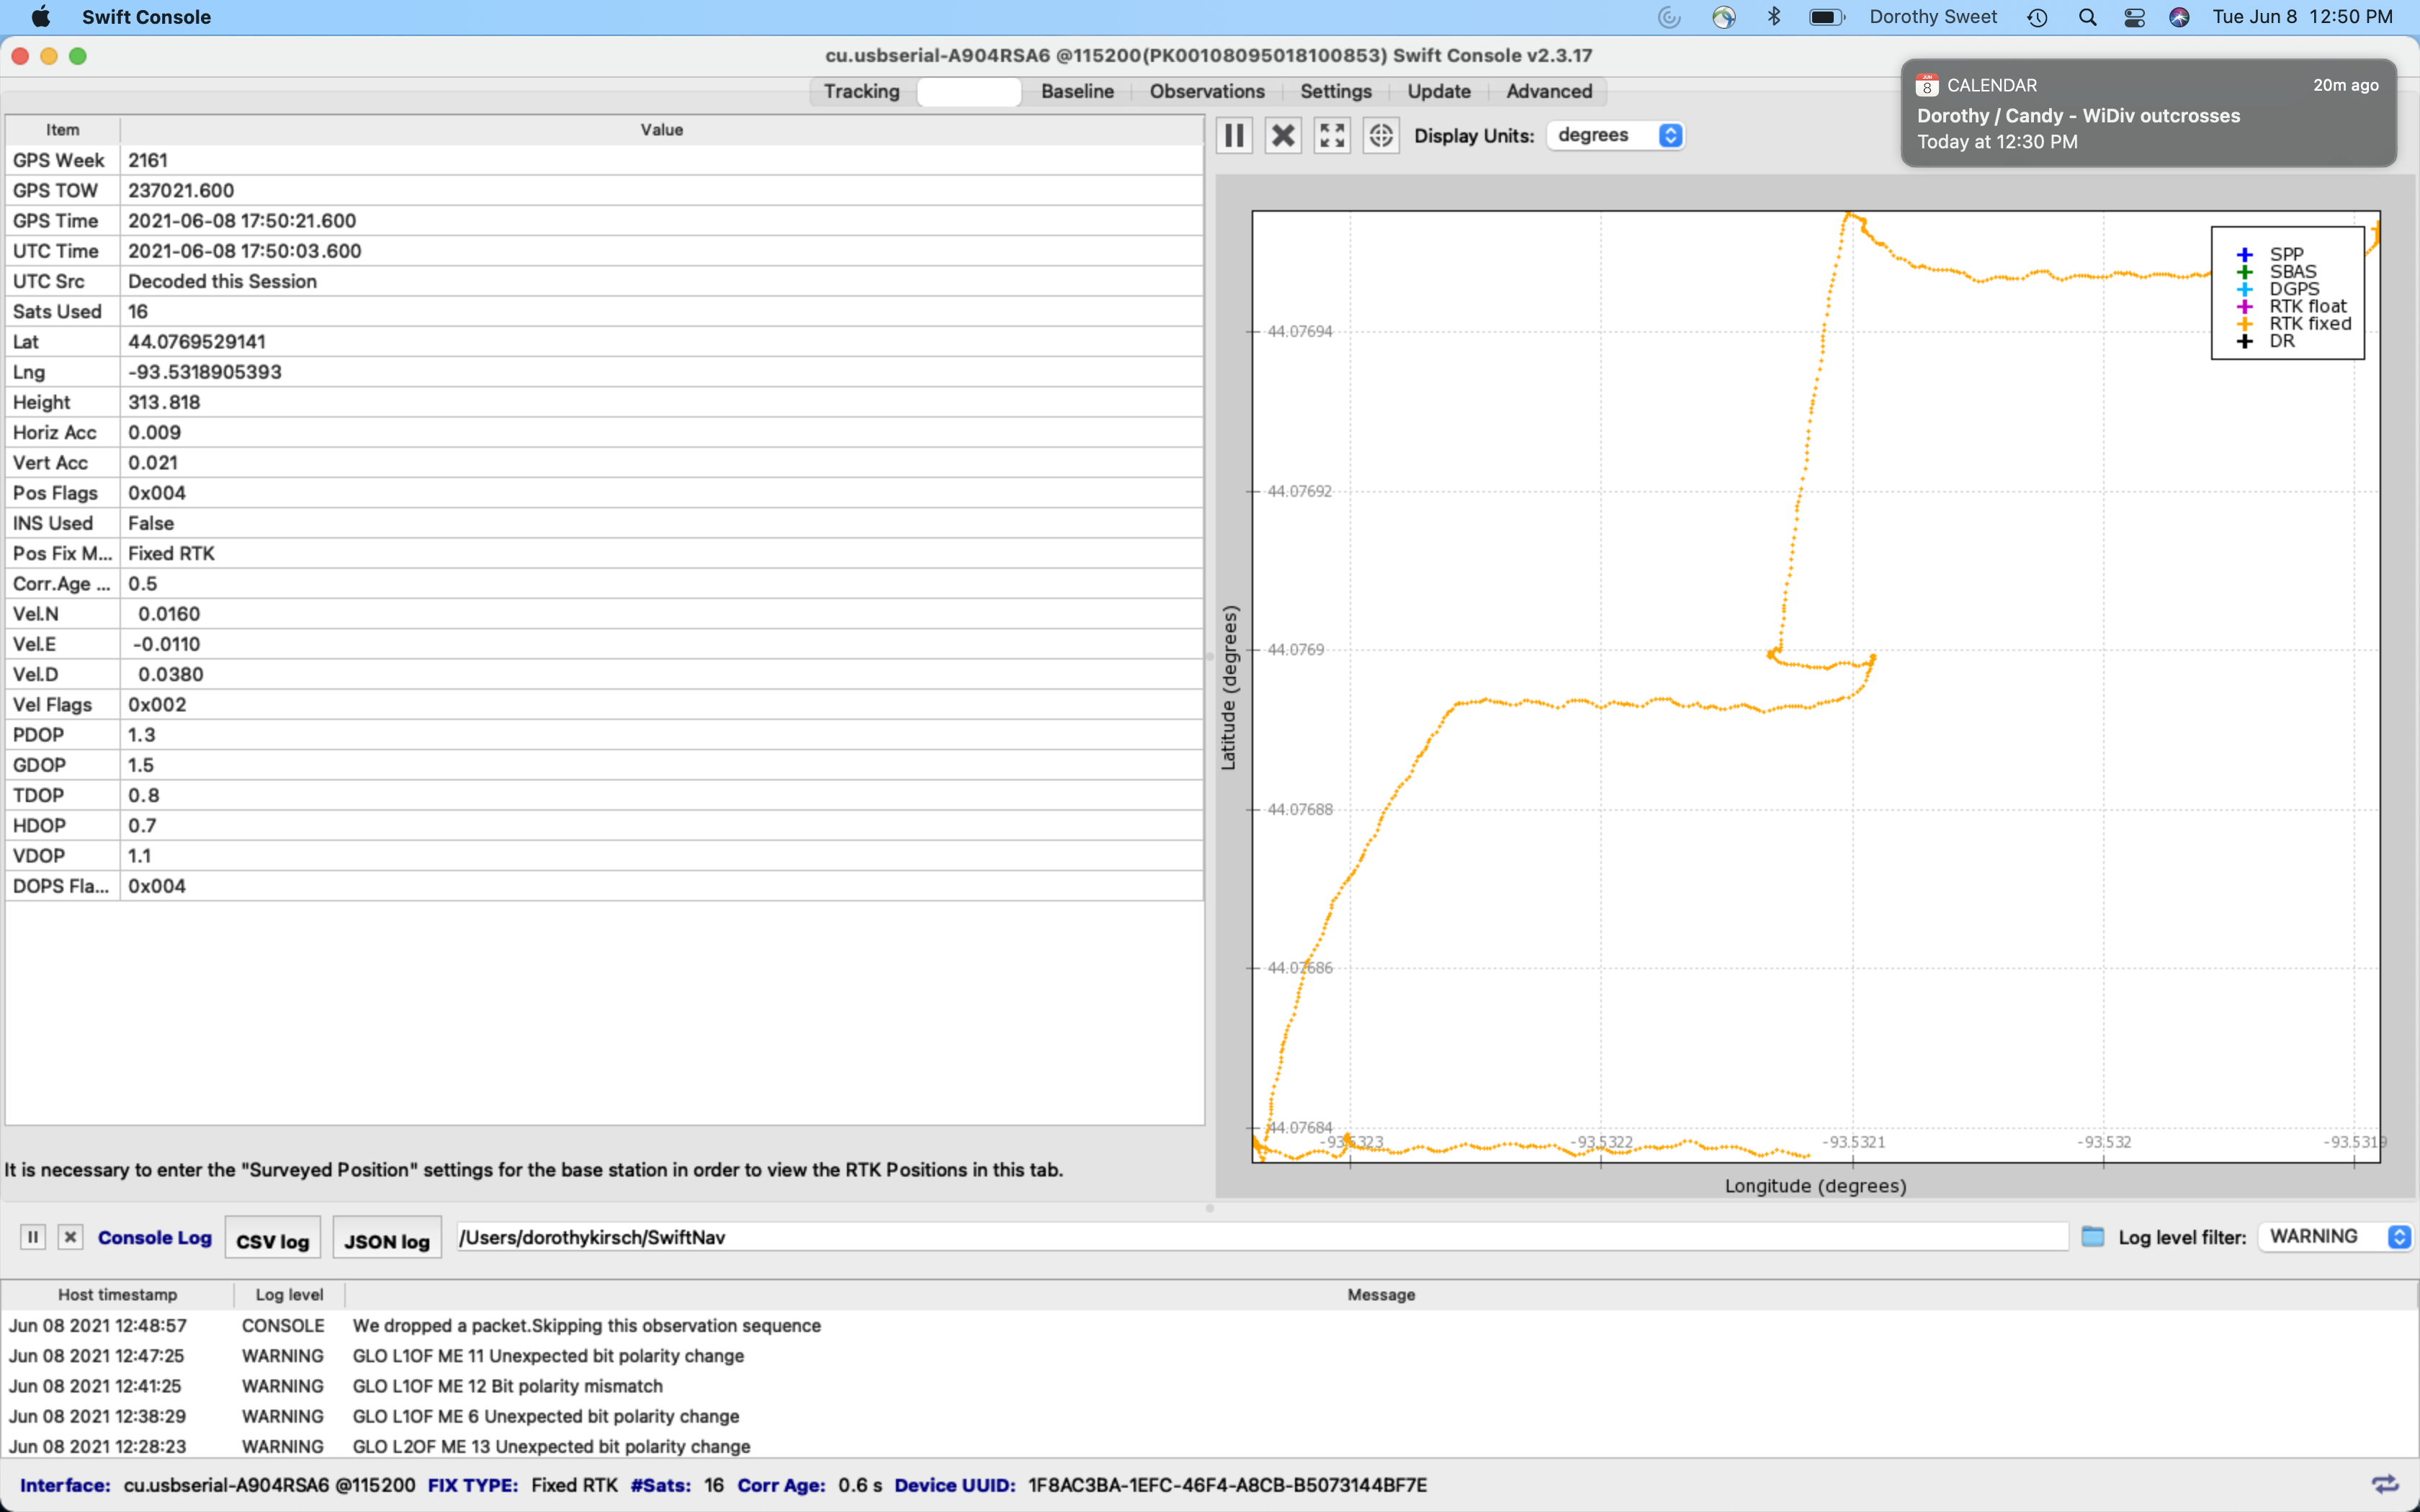 Swift Console Dorothy Sweet Tue Jun 8 12:50 PM
cu.usbserial-A904RSA6 @115200(PK00108095018100853) Swift Console v2.3.17
Tracking Baseline Observations Settings Update Advanced
8 CALENDAR 20m ago
Dorothy / Candy - WiDiv outcrosses
Today at 12:30 PM
Item Value
GPS Week 2161
GPS TOW 237021.600
GPS Time 2021-06-08 17:50:21.600
UTC Time 2021-06-08 17:50:03.600
UTC Src Decoded this Session
Sats Used 16
Lat 44.0769529141
Lng -93.5318905393
Height 313.818
Horiz Acc 0.009
Vert Acc 0.021
Pos Flags 0x004
INS Used False
Pos Fix M... Fixed RTK
Corr.Age ... 0.5
Vel.N 0.0160
Vel.E -0.0110
Vel.D 0.0380
Vel Flags 0x002
PDOP 1.3
GDOP 1.5
TDOP 0.8
HDOP 0.7
VDOP 1.1
DOPS Fla... 0x004
It is necessary to enter the "Surveyed Position" settings for the base station in order to view the RTK Positions in this tab.
Display Units: degrees
SPP
SBAS
DGPS
RTK float
RTK fixed
DR
44.07694
44.07692
44.0769
44.07688
44.07686
44.07684
Latitude (degrees)
-93.5323 -93.5322 -93.5321 -93.532 -93.5319
Longitude (degrees)
Console Log CSV log JSON log /Users/dorothykirsch/SwiftNav Log level filter: WARNING
Host timestamp Log level Message
Jun 08 2021 12:48:57 CONSOLE We dropped a packet.Skipping this observation sequence
Jun 08 2021 12:47:25 WARNING GLO L1OF ME 11 Unexpected bit polarity change
Jun 08 2021 12:41:25 WARNING GLO L1OF ME 12 Bit polarity mismatch
Jun 08 2021 12:38:29 WARNING GLO L1OF ME 6 Unexpected bit polarity change
Jun 08 2021 12:28:23 WARNING GLO L2OF ME 13 Unexpected bit polarity change
Interface: cu.usbserial-A904RSA6 @115200 FIX TYPE: Fixed RTK #Sats: 16 Corr Age: 0.6 s Device UUID: 1F8AC3BA-1EFC-46F4-A8CB-B5073144BF7E